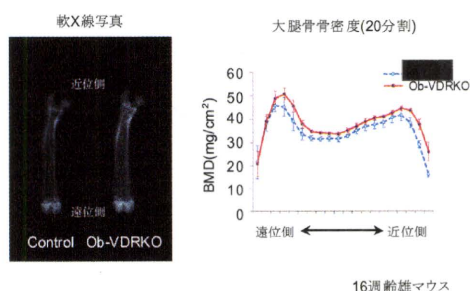 軟X線写真
近位側
遠位側
Control Ob-VDRKO
大腿骨骨密度(20分割)
Ob-VDRKO
BMD(mg/cm²)
60
50
40
30
20
10
0
遠位側 近位側
16週齢雄マウス